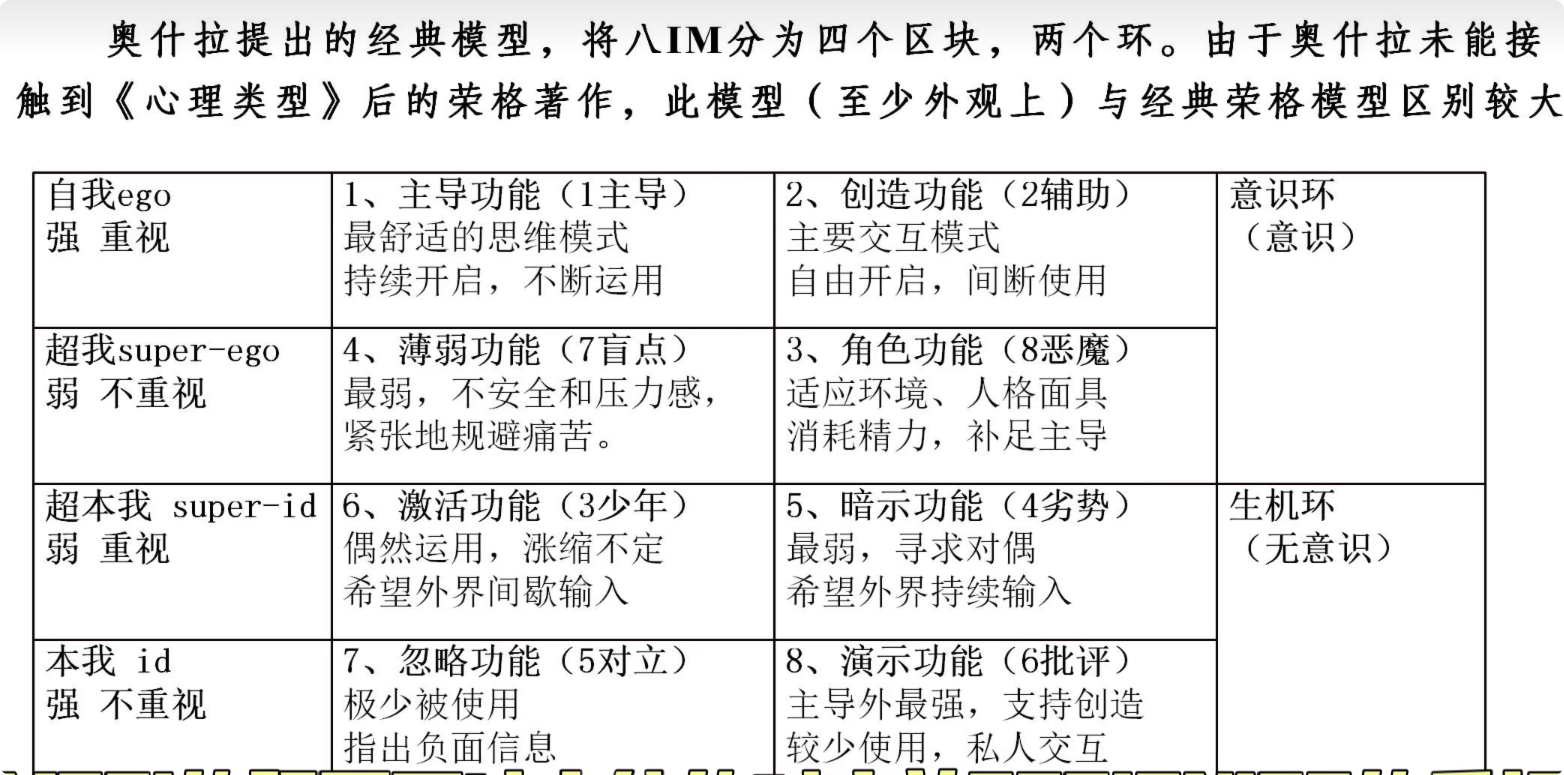 奥什拉提出的经典模型，将八IM分为四个区块，两个环。由于奥什拉未能接
触到《心理类型》后的荣格著作，此模型（至少外观上）与经典荣格模型区别较大
自我ego
强 重视
1、主导功能（1主导）
最舒适的思维模式
持续开启，不断运用
2、创造功能（2辅助）
主要交互模式
自由开启，间断使用
意识环
（意识）
超我super-ego
弱 不重视
4、薄弱功能（7盲点）
最弱，不安全和压力感，
紧张地规避痛苦。
3、角色功能（8恶魔）
适应环境、人格面具
消耗精力，补足主导
超本我 super-id
弱 重视
6、激活功能（3少年）
偶然运用，涨缩不定
希望外界间歇输入
5、暗示功能（4劣势）
最弱，寻求对偶
希望外界持续输入
生机环
（无意识）
本我 id
强 不重视
7、忽略功能（5对立）
极少被使用
指出负面信息
8、演示功能（6批评）
主导外最强，支持创造
较少使用，私人交互